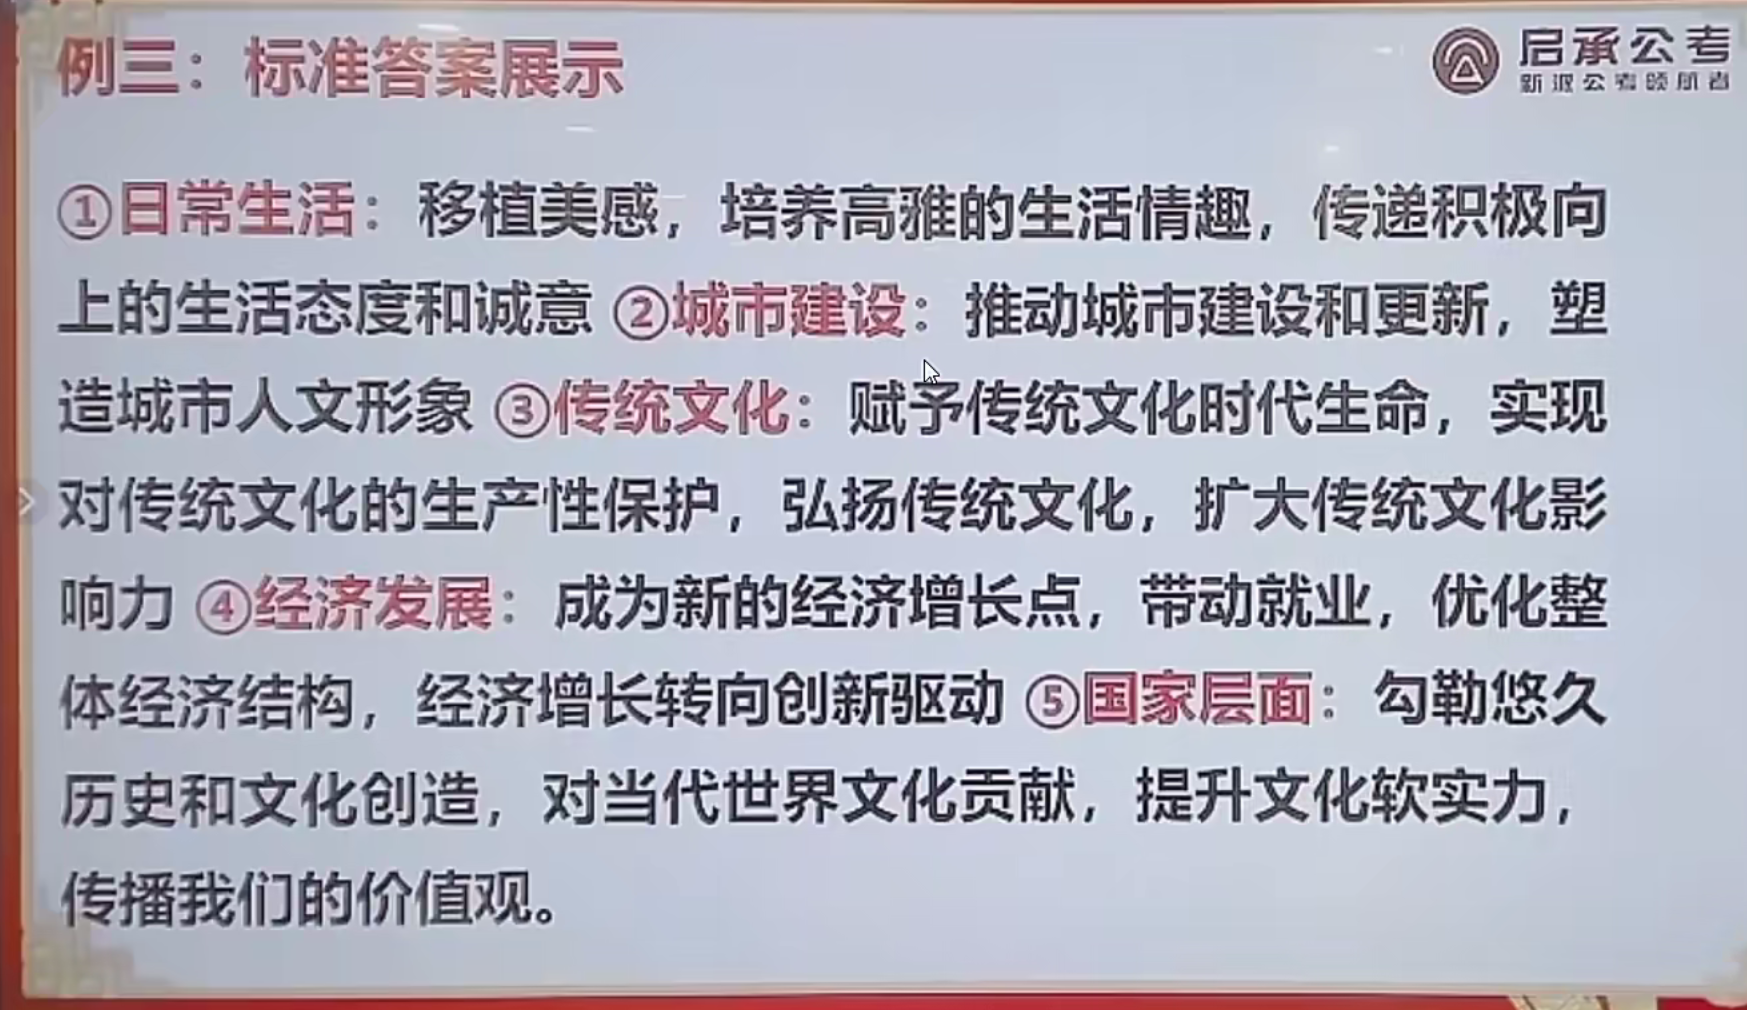 例三：标准答案展示
启承公考
新派公考领航者
①日常生活：移植美感，培养高雅的生活情趣，传递积极向
上的生活态度和诚意 ②城市建设：推动城市建设和更新，塑
造城市人文形象 ③传统文化：赋予传统文化时代生命，实现
对传统文化的生产性保护，弘扬传统文化，扩大传统文化影
响力 ④经济发展：成为新的经济增长点，带动就业，优化整
体经济结构，经济增长转向创新驱动 ⑤国家层面：勾勒悠久
历史和文化创造，对当代世界文化贡献，提升文化软实力，
传播我们的价值观。